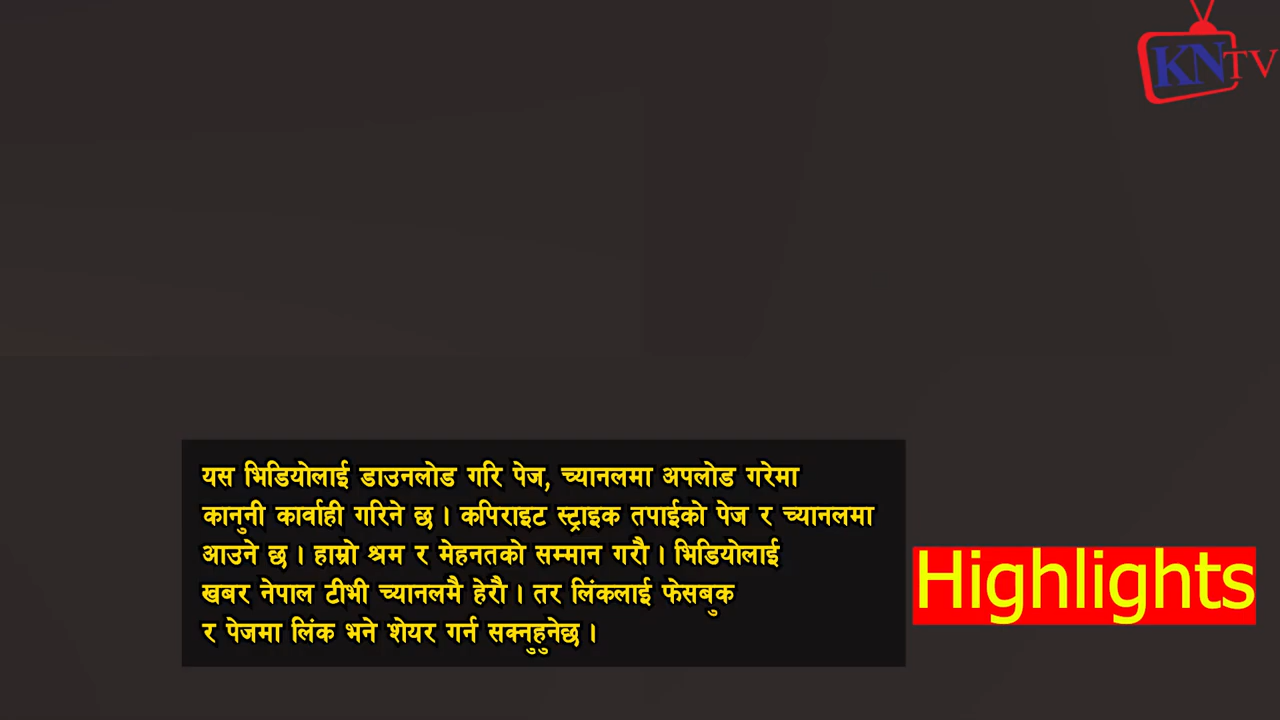 KNTV
यस भिडियोलाई डाउनलोड गरि पेज, च्यानलमा अपलोड गरेमा
कानुनी कार्वाही गरिने छ । कपिराइट स्ट्राइक तपाईको पेज र च्यानलमा
आउने छ । हाम्रो श्रम र मेहनतको सम्मान गरौ । भिडियोलाई
खबर नेपाल टीभी च्यानलमै हेरौ । तर लिंकलाई फेसबुक
र पेजमा लिंक भने शेयर गर्न सक्नुहुनेछ ।
Highlights